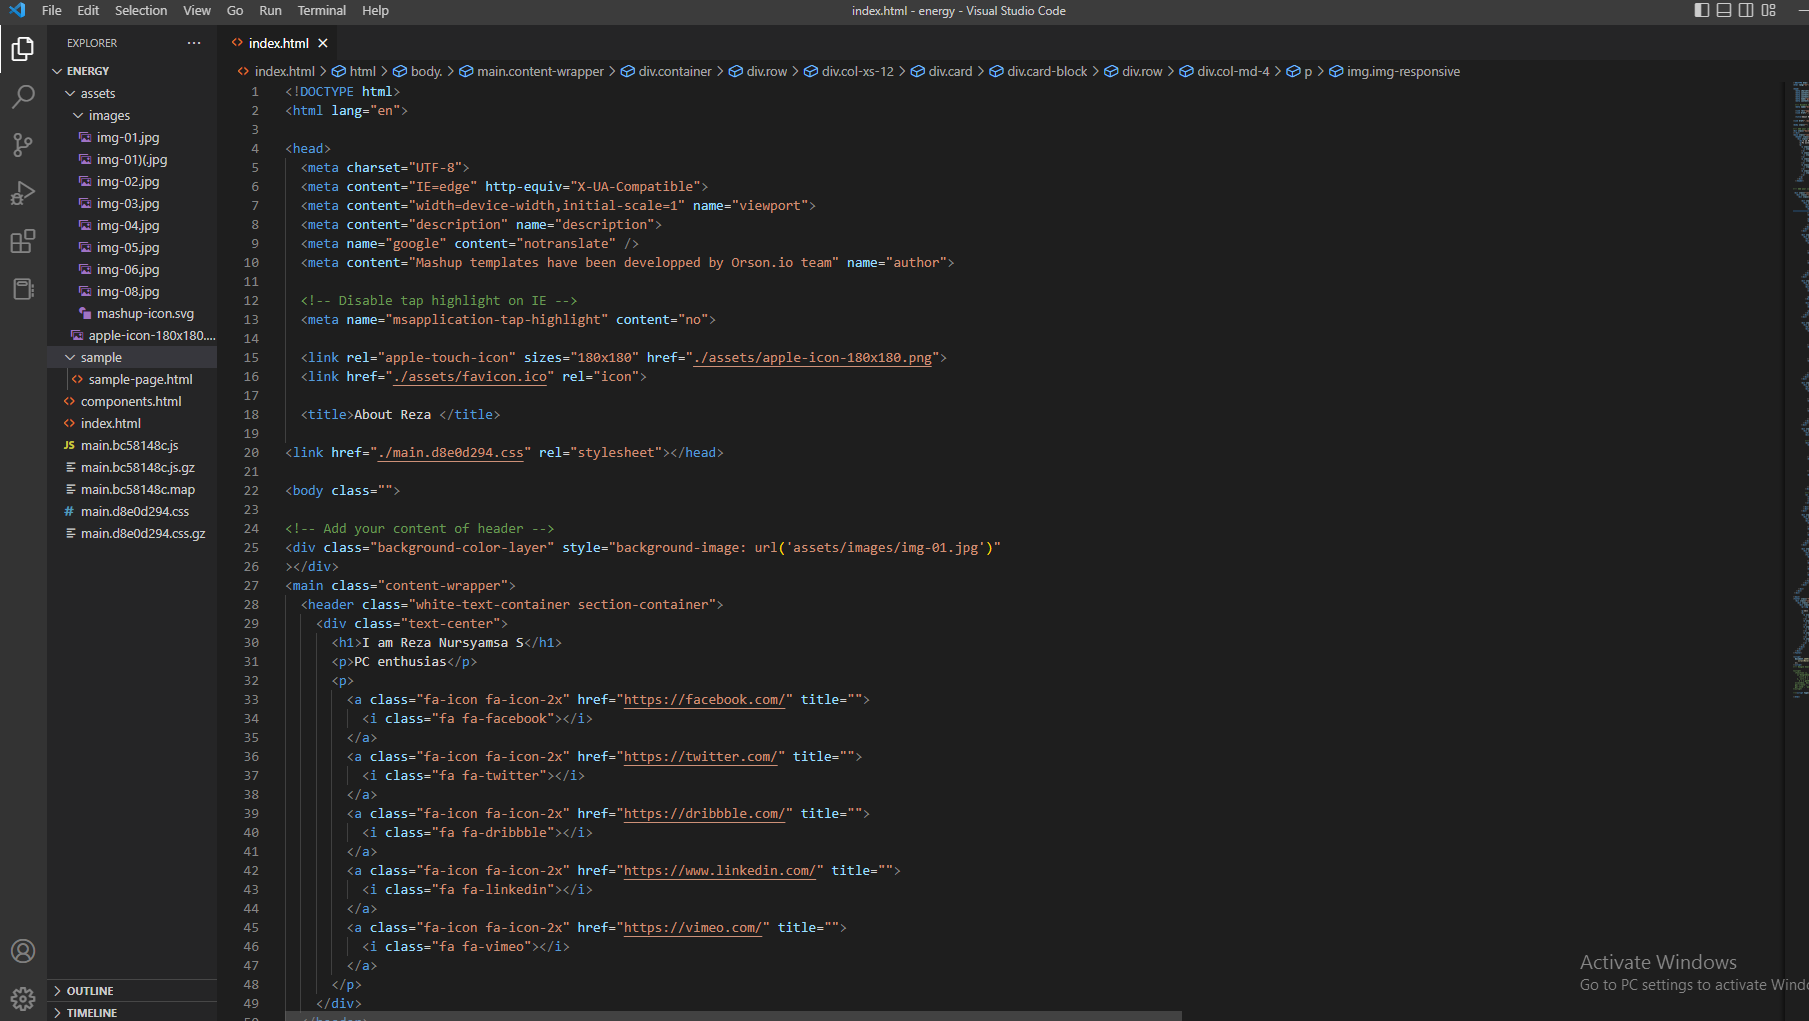 File Edit Selection View Go Run Terminal Help
index.html - energy - Visual Studio Code
EXPLORER
ENERGY
assets
images
img-01.jpg
img-01)(.jpg
img-02.jpg
img-03.jpg
img-04.jpg
img-05.jpg
img-06.jpg
img-08.jpg
mashup-icon.svg
apple-icon-180x180....
sample
sample-page.html
components.html
index.html
JS main.bc58148c.js
main.bc58148c.js.gz
main.bc58148c.map
# main.d8e0d294.css
main.d8e0d294.css.gz
OUTLINE
TIMELINE
index.html
index.html > html > body. > main.content-wrapper > div.container > div.row > div.col-xs-12 > div.card > div.card-block > div.row > div.col-md-4 > p > img.img-responsive
1 <!DOCTYPE html>
2 <html lang="en">
3
4 <head>
5 <meta charset="UTF-8">
6 <meta content="IE=edge" http-equiv="X-UA-Compatible">
7 <meta content="width=device-width,initial-scale=1" name="viewport">
8 <meta content="description" name="description">
9 <meta name="google" content="notranslate" />
10 <meta content="Mashup templates have been developped by Orson.io team" name="author">
11
12 <!-- Disable tap highlight on IE -->
13 <meta name="msapplication-tap-highlight" content="no">
14
15 <link rel="apple-touch-icon" sizes="180x180" href="./assets/apple-icon-180x180.png">
16 <link href="./assets/favicon.ico" rel="icon">
17
18 <title>About Reza </title>
19
20 <link href="./main.d8e0d294.css" rel="stylesheet"></head>
21
22 <body class="">
23
24 <!-- Add your content of header -->
25 <div class="background-color-layer" style="background-image: url('assets/images/img-01.jpg')"
26 ></div>
27 <main class="content-wrapper">
28 <header class="white-text-container section-container">
29 <div class="text-center">
30 <h1>I am Reza Nursyamsa S</h1>
31 <p>PC enthusias</p>
32 <p>
33 <a class="fa-icon fa-icon-2x" href="https://facebook.com/" title="">
34 <i class="fa fa-facebook"></i>
35 </a>
36 <a class="fa-icon fa-icon-2x" href="https://twitter.com/" title="">
37 <i class="fa fa-twitter"></i>
38 </a>
39 <a class="fa-icon fa-icon-2x" href="https://dribbble.com/" title="">
40 <i class="fa fa-dribbble"></i>
41 </a>
42 <a class="fa-icon fa-icon-2x" href="https://www.linkedin.com/" title="">
43 <i class="fa fa-linkedin"></i>
44 </a>
45 <a class="fa-icon fa-icon-2x" href="https://vimeo.com/" title="">
46 <i class="fa fa-vimeo"></i>
47 </a>
48 </p>
49 </div>
50 </header>
Activate Windows
Go to PC settings to activate Windo